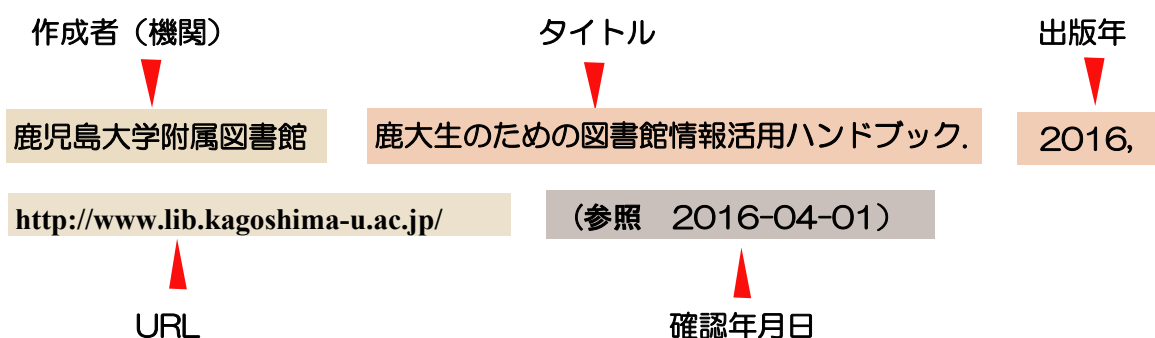 作成者（機関） タイトル 出版年
鹿児島大学附属図書館 鹿大生のための図書館情報活用ハンドブック. 2016,
http://www.lib.kagoshima-u.ac.jp/ （参照 2016-04-01）
URL 確認年月日